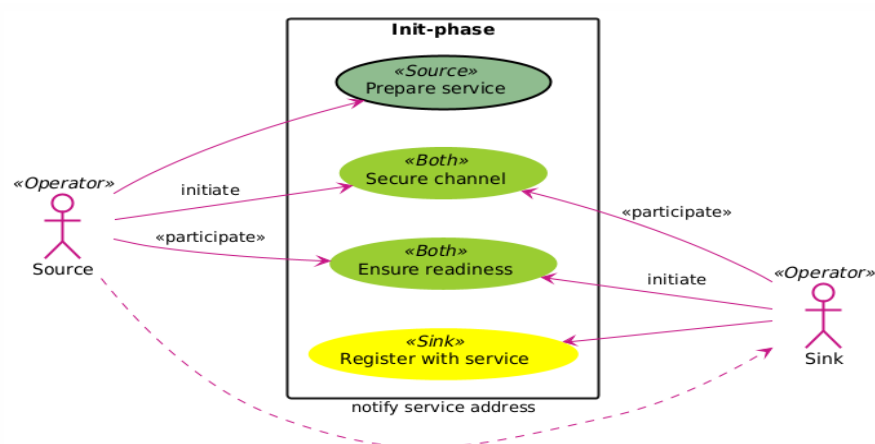 Init-phase
«Source»
Prepare service
«Both»
Secure channel
«Operator»
initiate
«participate»
«participate»
Source
«Both»
Ensure readiness
initiate
«Operator»
«Sink»
Register with service
Sink
notify service address